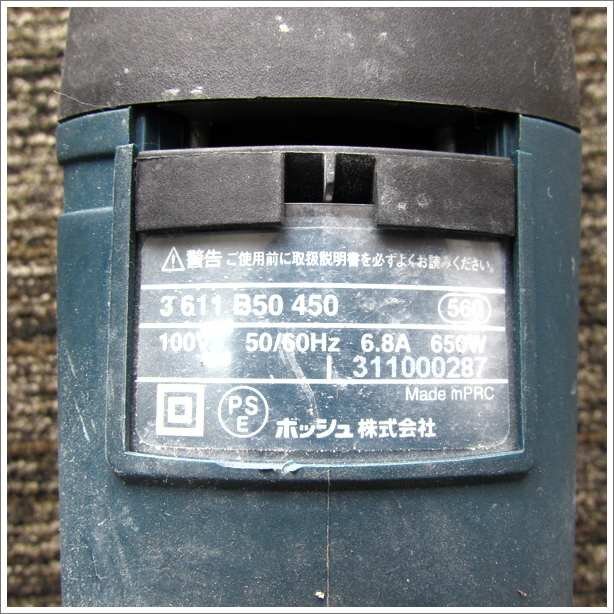 ⚠警告 ご使用前に取扱説明書を必ずよくお読みください。
3 611 B50 450 560
100V 50/60Hz 6.8A 650W
311000287
Made in PRC
PSE ボッシュ株式会社